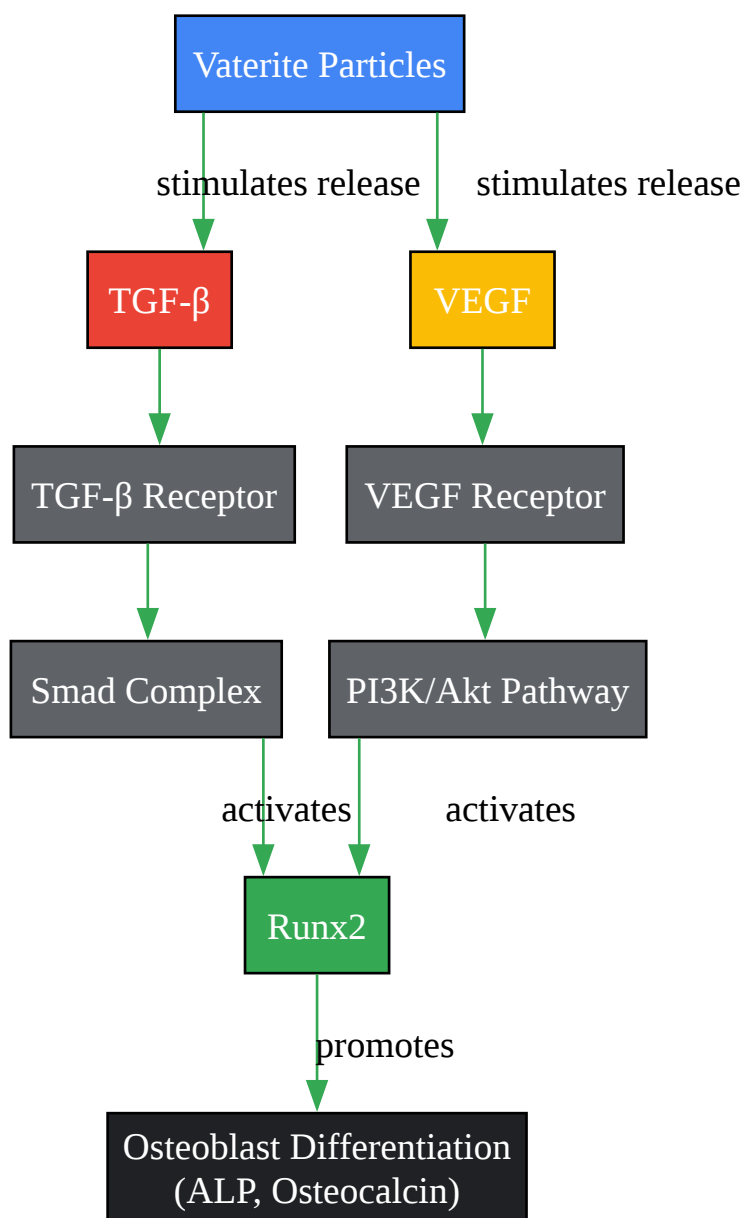 Vaterite Particles
stimulates release
stimulates release
TGF-β
VEGF
TGF-β Receptor
VEGF Receptor
Smad Complex
PI3K/Akt Pathway
activates
activates
Runx2
promotes
Osteoblast Differentiation
(ALP, Osteocalcin)